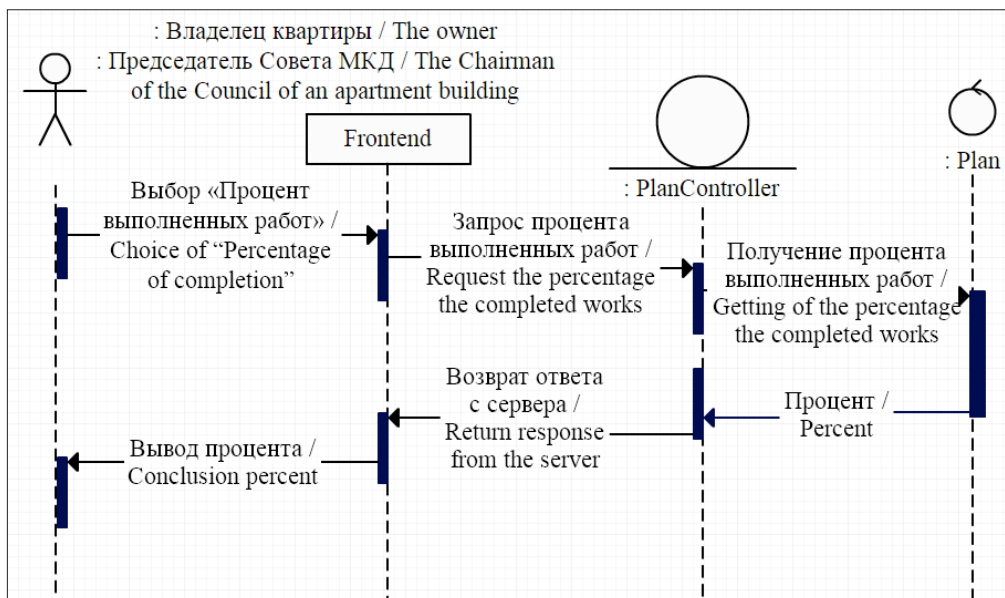 : Владелец квартиры / The owner
: Председатель Совета МКД / The Chairman
of the Council of an apartment building
Frontend
: PlanController
: Plan
Выбор «Процент
выполненных работ» /
Choice of “Percentage
of completion”
Запрос процента
выполненных работ /
Request the percentage
the completed works
Получение процента
выполненных работ /
Getting of the percentage
the completed works
Возврат ответа
с сервера /
Return response
from the server
Процент /
Percent
Вывод процента /
Conclusion percent